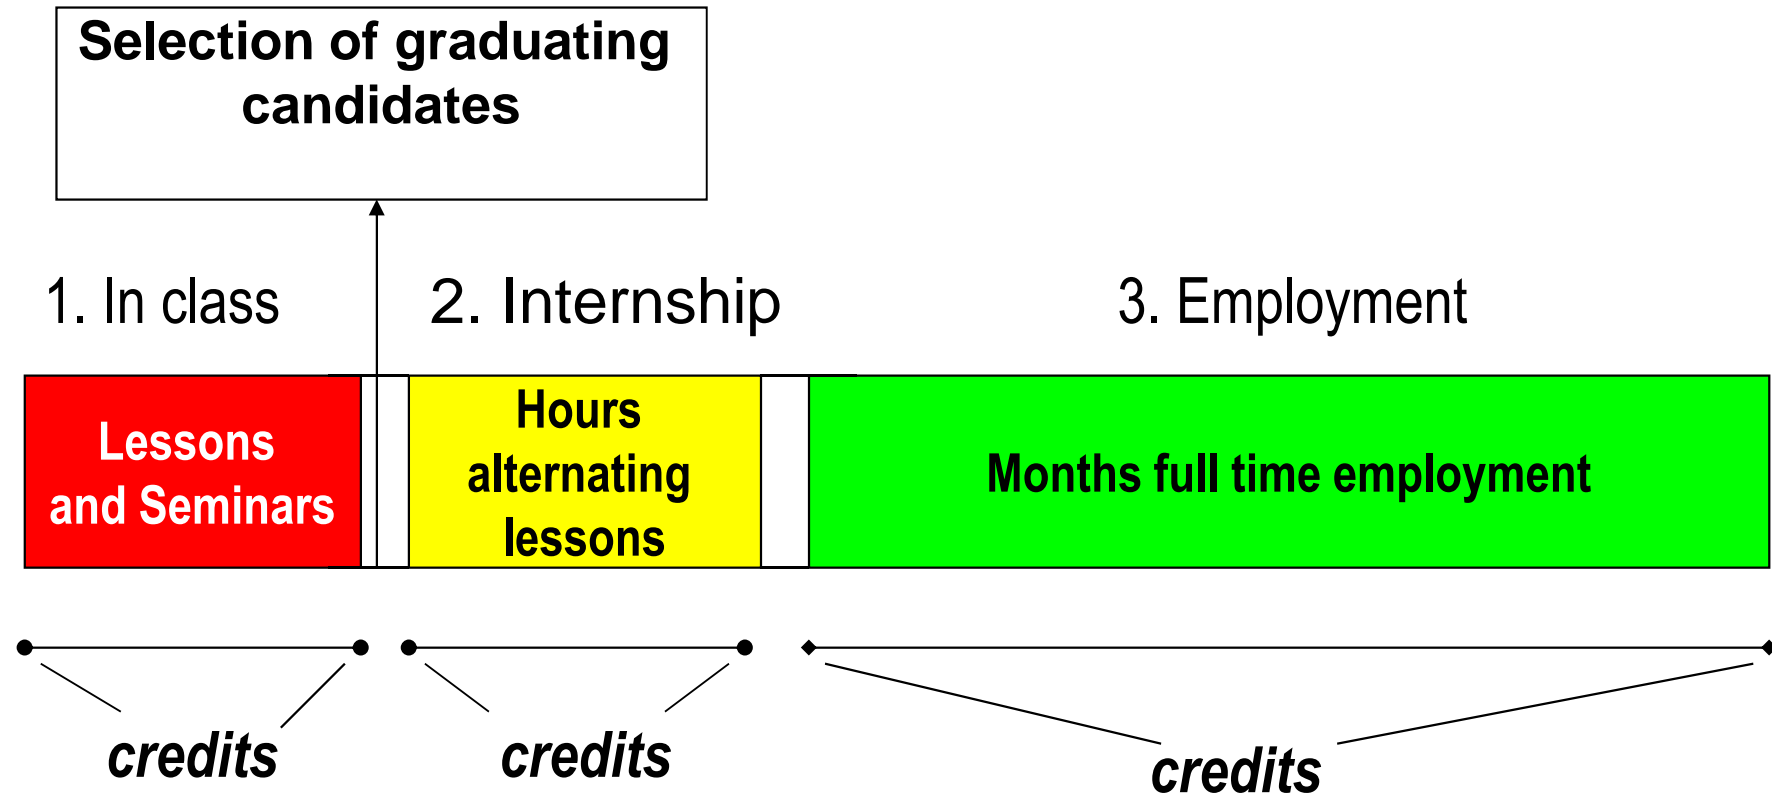 Selection of graduating
candidates
1. In class
2. Internship
3. Employment
Lessons
and Seminars
Hours
alternating
lessons
Months full time employment
credits
credits
credits